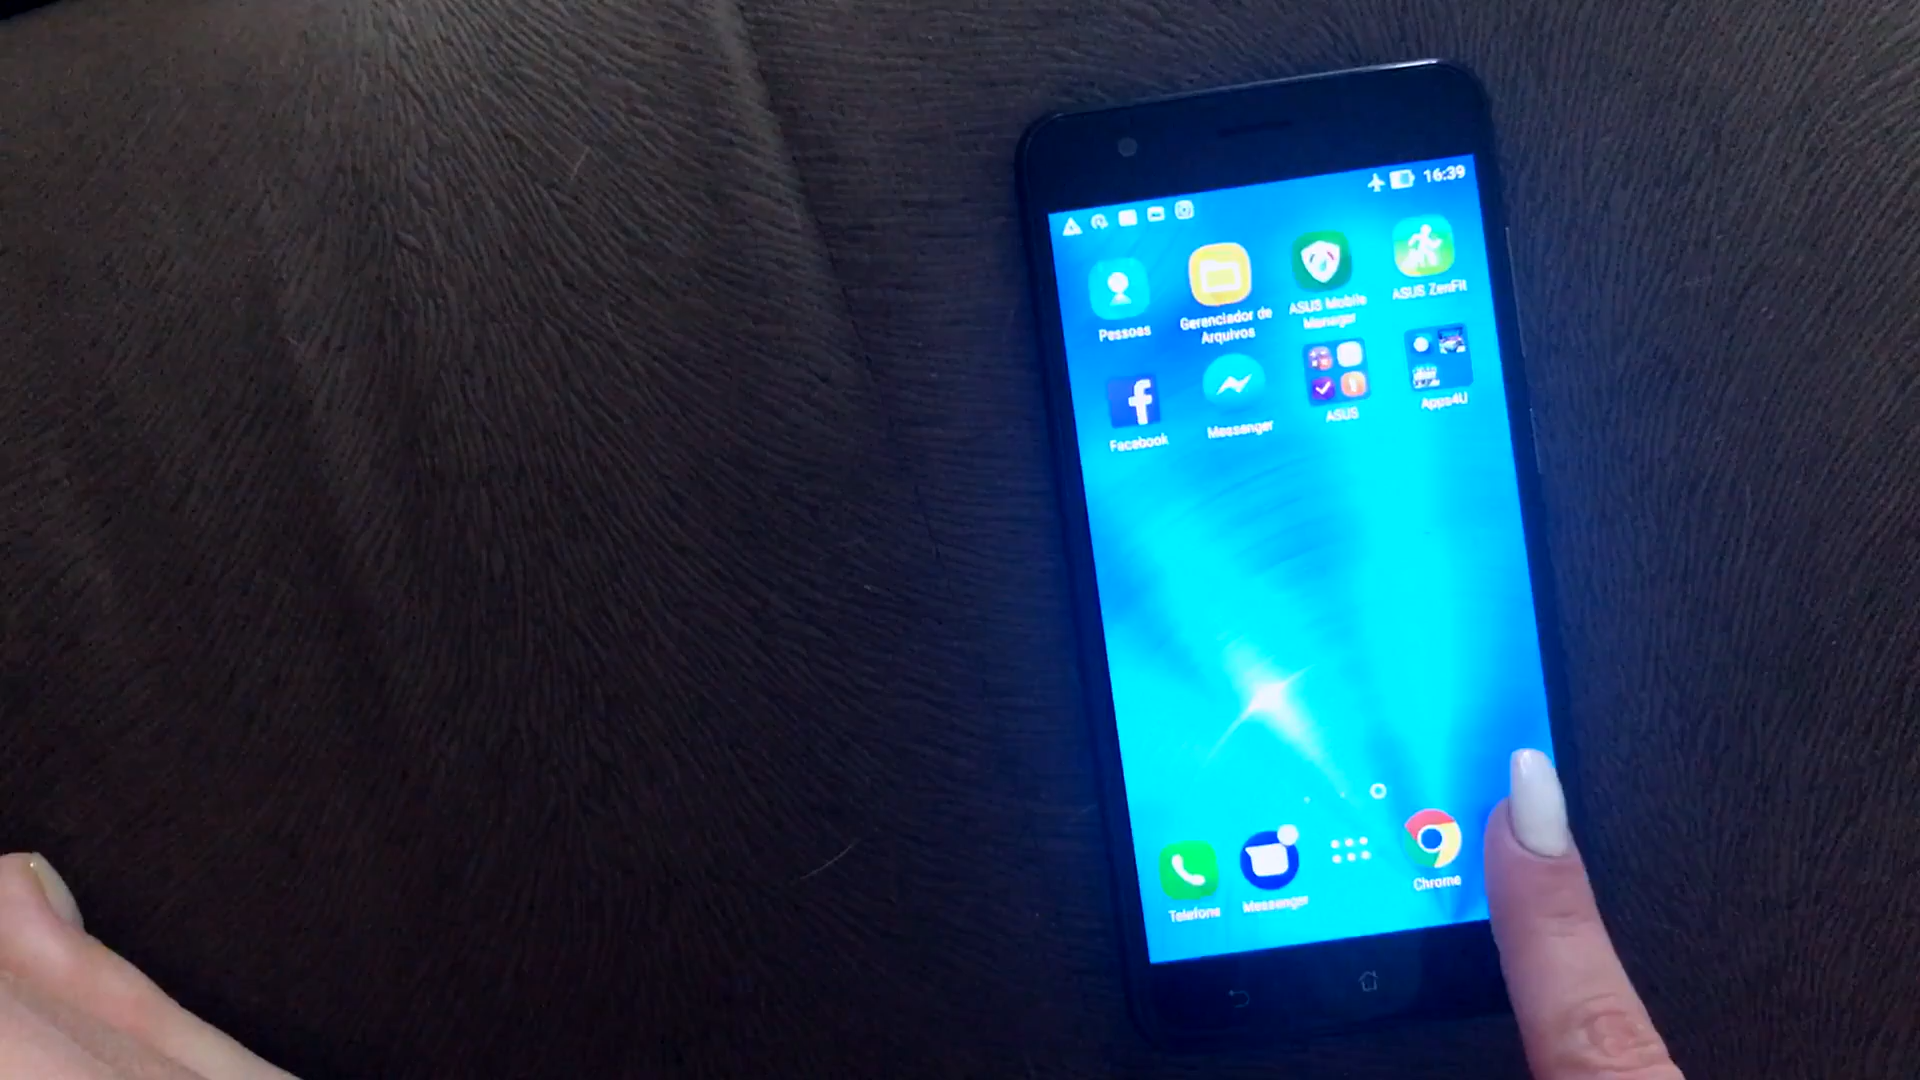 16:39
Pessoas
Gerenciador de
Arquivos
ASUS Mobile
Manager
ASUS ZenFit
Facebook
Messenger
ASUS
Apps4U
Telefone
Messenger
Chrome